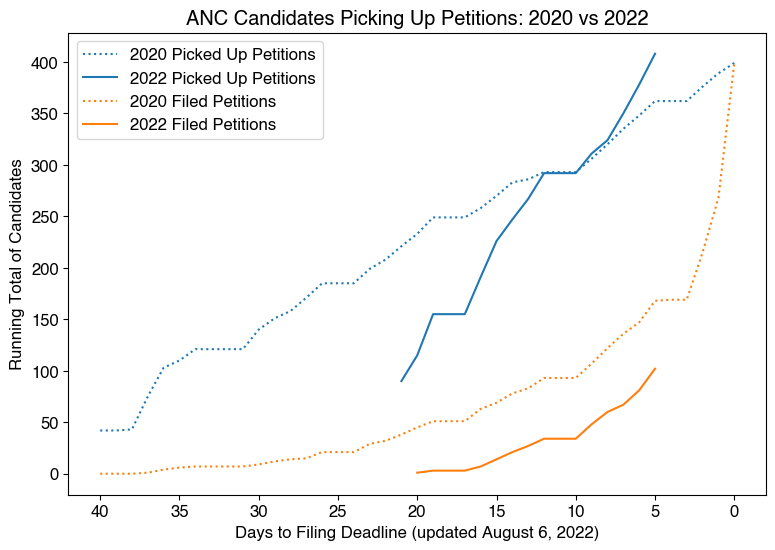 ANC Candidates Picking Up Petitions: 2020 vs 2022
2020 Picked Up Petitions
2022 Picked Up Petitions
2020 Filed Petitions
2022 Filed Petitions
Running Total of Candidates
400
350
300
250
200
150
100
50
0
40 35 30 25 20 15 10 5 0
Days to Filing Deadline (updated August 6, 2022)